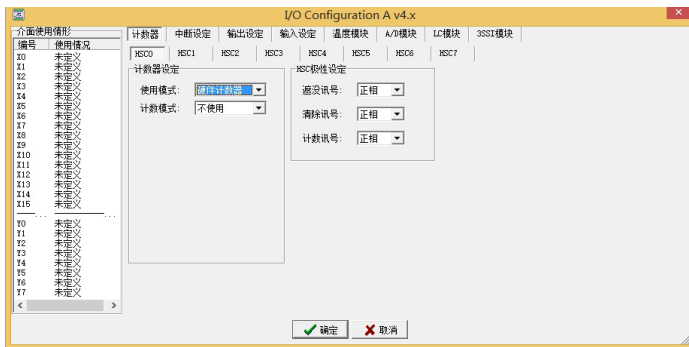 I/O Configuration A v4.x
介面使用情形
编号 使用情况
X0 未定义
X1 未定义
X2 未定义
X3 未定义
X4 未定义
X5 未定义
X6 未定义
X7 未定义
X8 未定义
X9 未定义
X10 未定义
X11 未定义
X12 未定义
X13 未定义
X14 未定义
X15 未定义
Y0 未定义
Y1 未定义
Y2 未定义
Y3 未定义
Y4 未定义
Y5 未定义
Y6 未定义
Y7 未定义
计数器 中断设定 输出设定 输入设定 温度模块 A/D模块 LC模块 3SSI模块
HSC0 HSC1 HSC2 HSC3 HSC4 HSC5 HSC6 HSC7
计数器设定
使用模式: 硬件计数器
计数模式: 不使用
HSC极性设定
遮没讯号: 正相
清除讯号: 正相
计数讯号: 正相
确定 取消